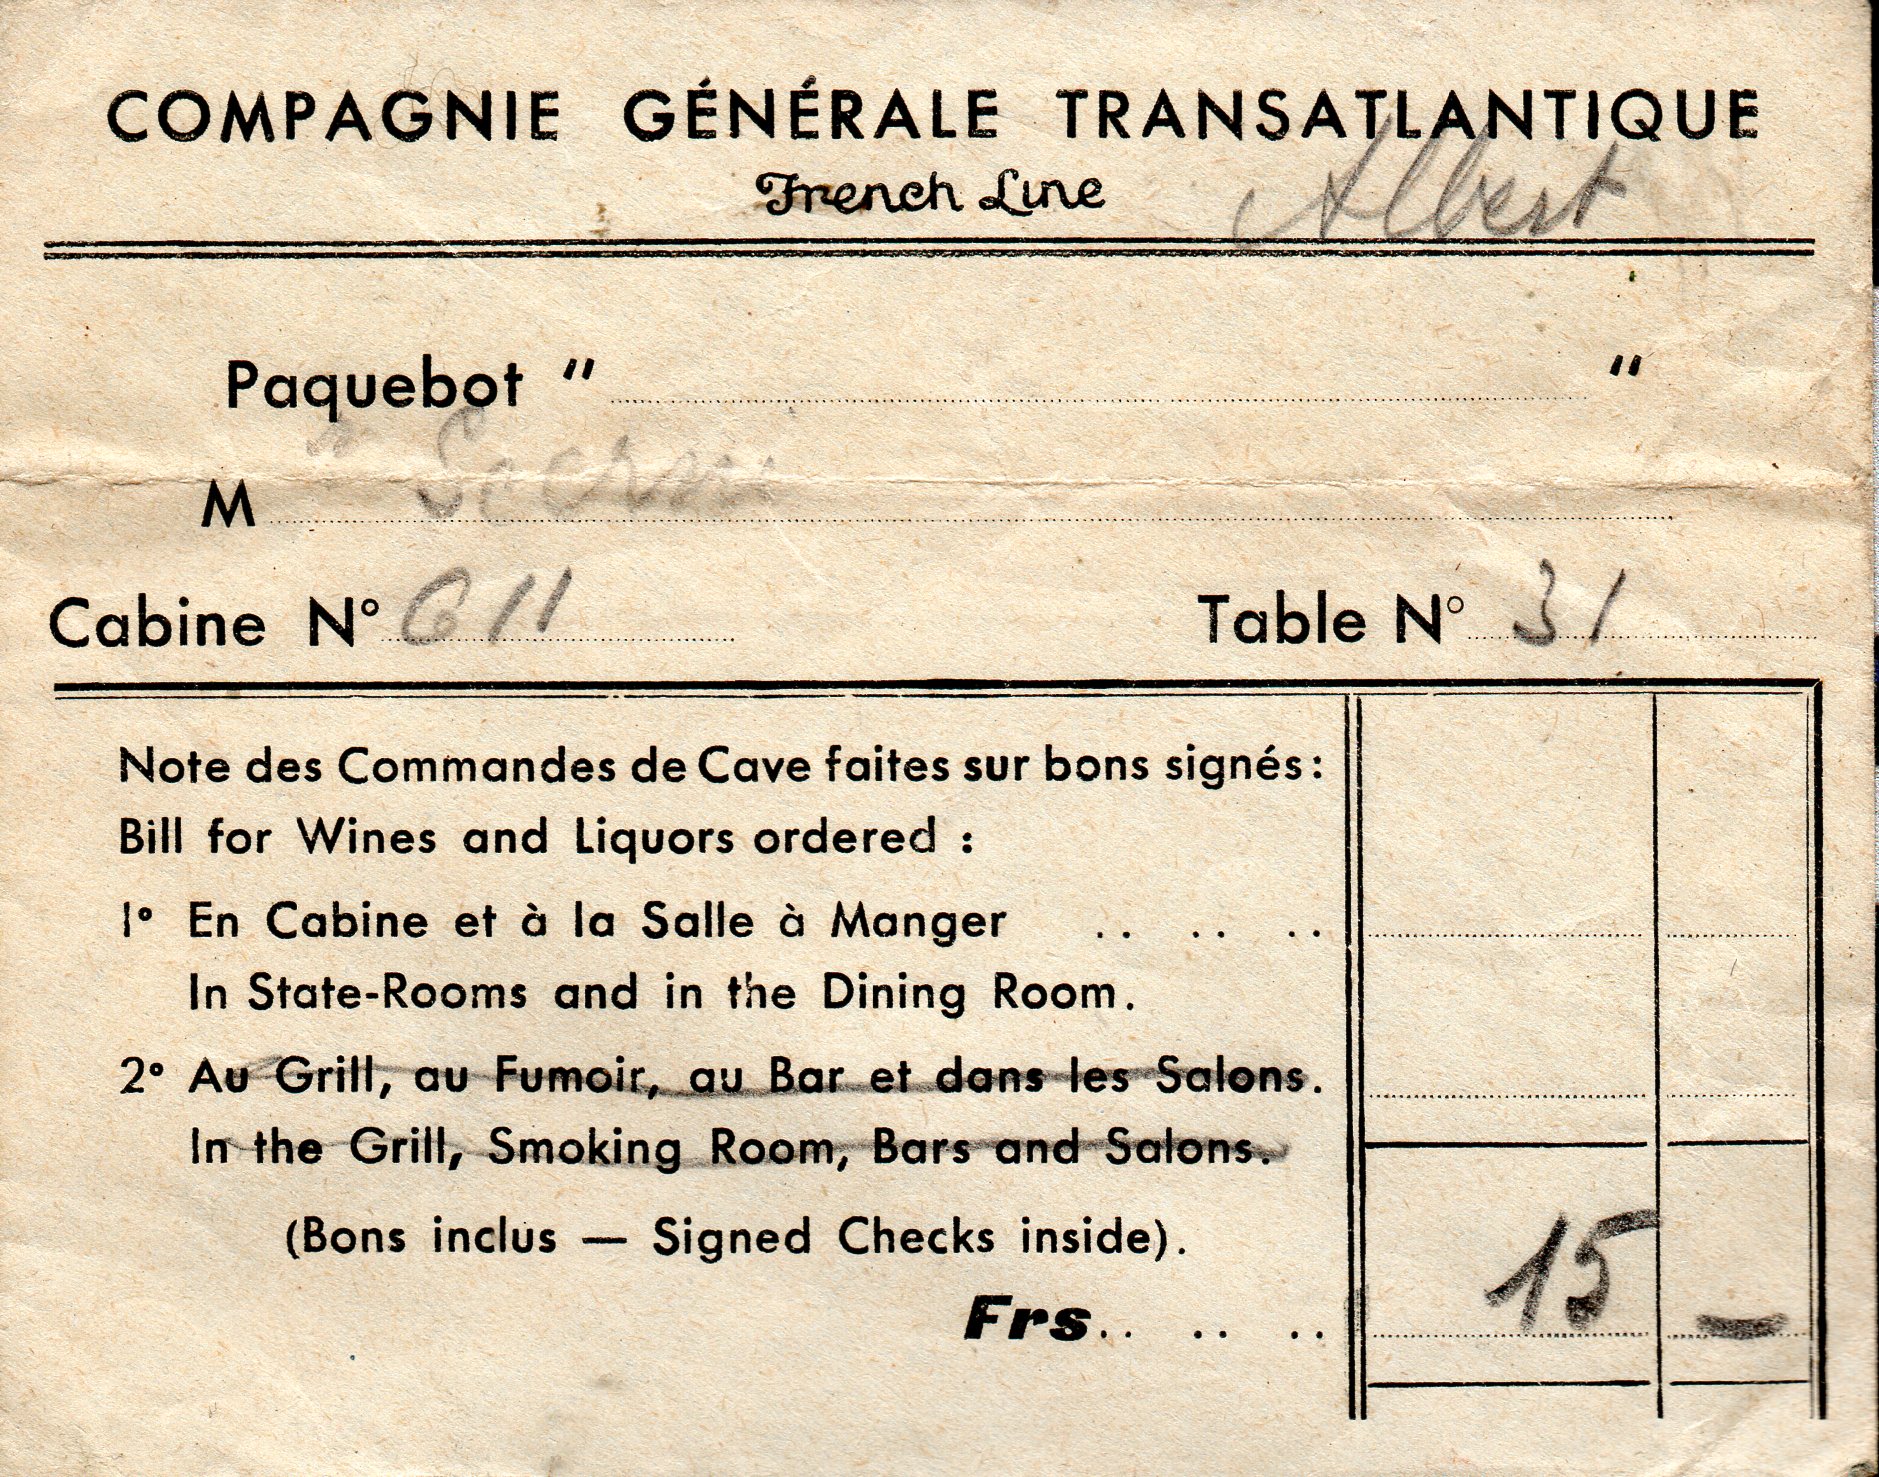 COMPAGNIE GÉNÉRALE TRANSATLANTIQUE
French Line
Albert
Paquebot " "
M
Cabine N° 611
Table N° 31
Note des Commandes de Cave faites sur bons signés:
Bill for Wines and Liquors ordered :
1° En Cabine et à la Salle à Manger .. .. ..
In State-Rooms and in the Dining Room.
2° Au Grill, au Fumoir, au Bar et dans les Salons.
In the Grill, Smoking Room, Bars and Salons.
(Bons inclus — Signed Checks inside).
Frs.. .. .. 15 —